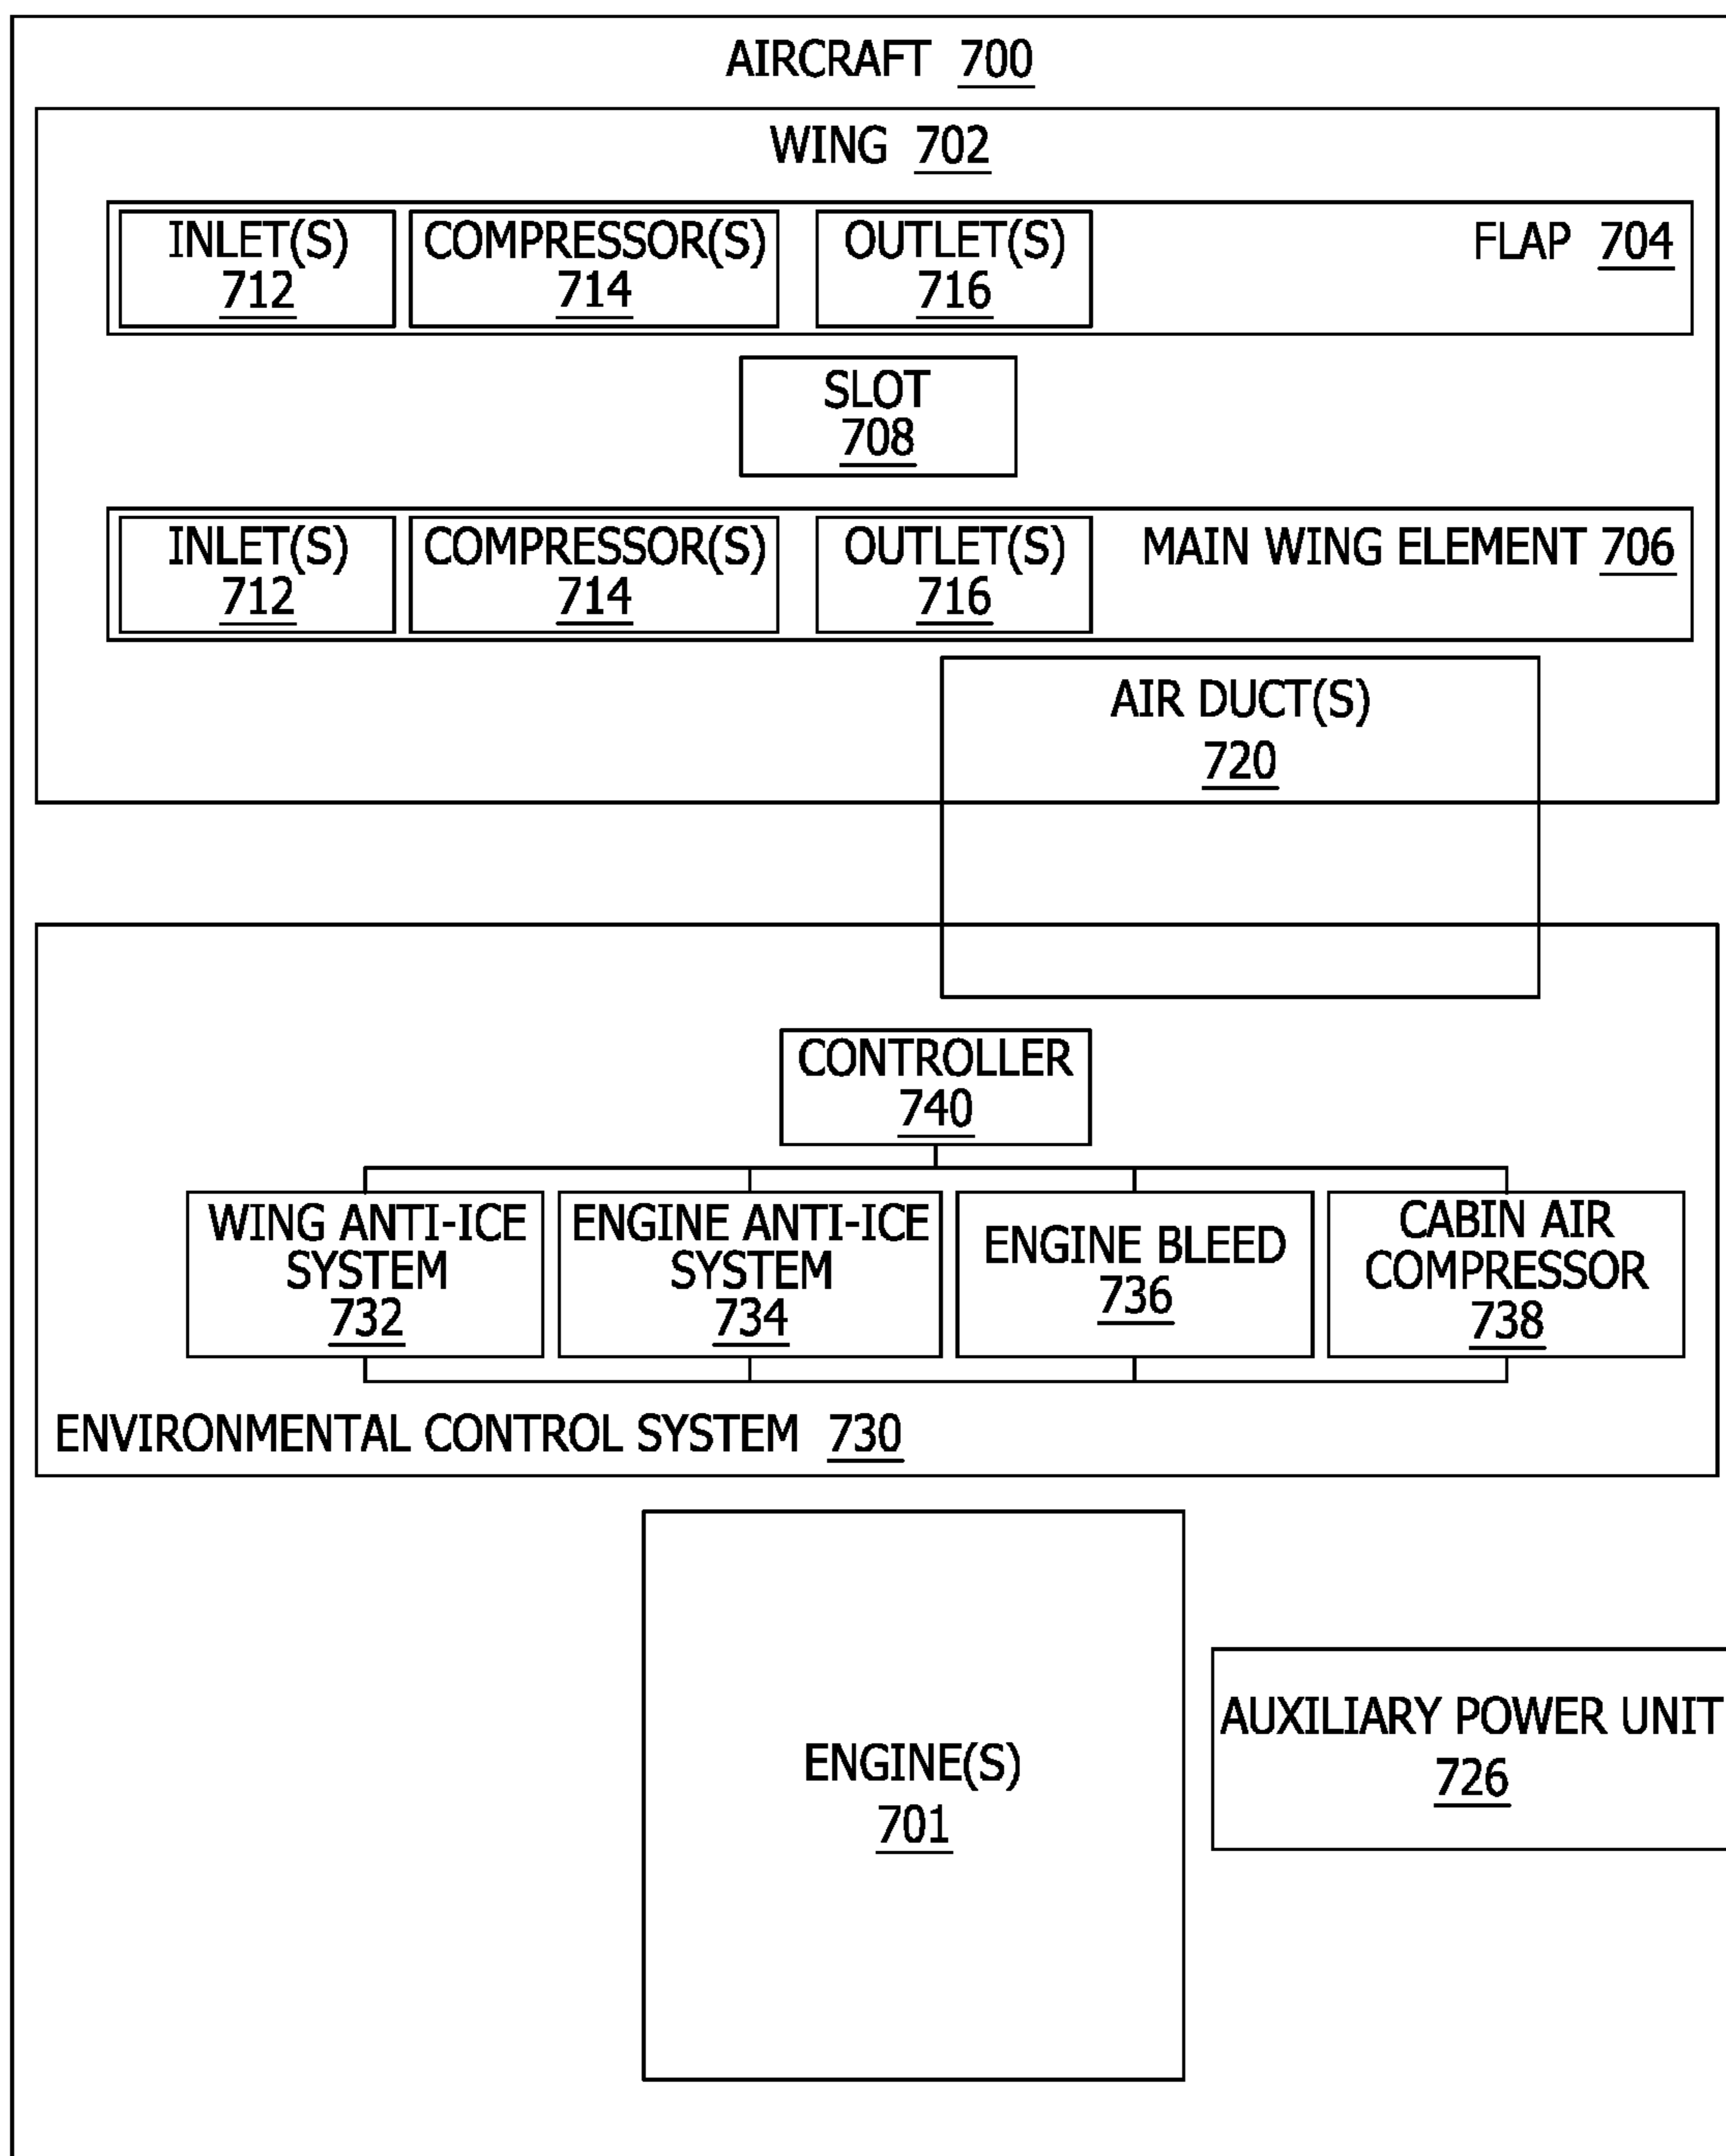 AIRCRAFT 700
WING 702
INLET(S)
712
COMPRESSOR(S)
714
OUTLET(S)
716
FLAP 704
SLOT
708
INLET(S)
712
COMPRESSOR(S)
714
OUTLET(S)
716
MAIN WING ELEMENT 706
AIR DUCT(S)
720
CONTROLLER
740
WING ANTI-ICE
SYSTEM
732
ENGINE ANTI-ICE
SYSTEM
734
ENGINE BLEED
736
CABIN AIR
COMPRESSOR
738
ENVIRONMENTAL CONTROL SYSTEM 730
ENGINE(S)
701
AUXILIARY POWER UNIT
726